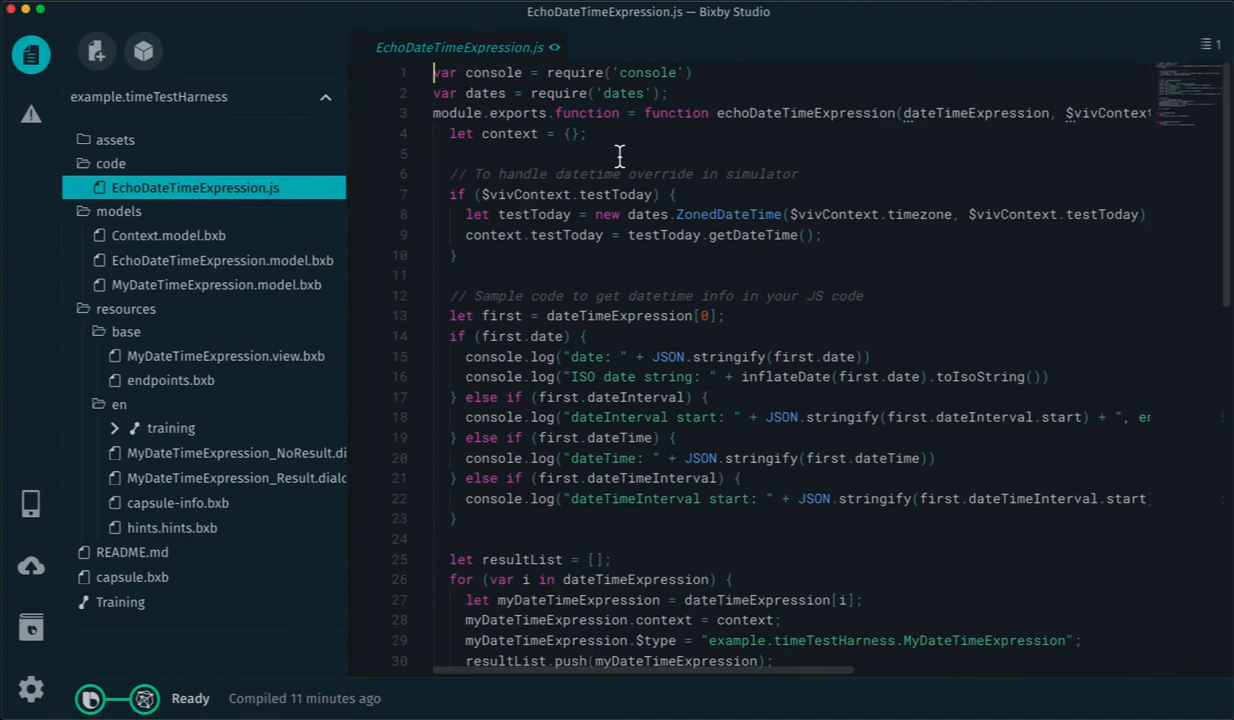 EchoDateTimeExpression.js — Bixby Studio
EchoDateTimeExpression.js
1
example.timeTestHarness
assets
code
EchoDateTimeExpression.js
models
Context.model.bxb
EchoDateTimeExpression.model.bxb
MyDateTimeExpression.model.bxb
resources
base
MyDateTimeExpression.view.bxb
endpoints.bxb
en
training
MyDateTimeExpression_NoResult.di
MyDateTimeExpression_Result.dialc
capsule-info.bxb
hints.hints.bxb
README.md
capsule.bxb
Training
1 var console = require('console')
2 var dates = require('dates');
3 module.exports.function = function echoDateTimeExpression(dateTimeExpression, $vivContext
4 let context = {};
5
6 // To handle datetime override in simulator
7 if ($vivContext.testToday) {
8 let testToday = new dates.ZonedDateTime($vivContext.timezone, $vivContext.testToday)
9 context.testToday = testToday.getDateTime();
10 }
11
12 // Sample code to get datetime info in your JS code
13 let first = dateTimeExpression[0];
14 if (first.date) {
15 console.log("date: " + JSON.stringify(first.date))
16 console.log("ISO date string: " + inflateDate(first.date).toIsoString())
17 } else if (first.dateInterval) {
18 console.log("dateInterval start: " + JSON.stringify(first.dateInterval.start) + ", en
19 } else if (first.dateTime) {
20 console.log("dateTime: " + JSON.stringify(first.dateTime))
21 } else if (first.dateTimeInterval) {
22 console.log("dateTimeInterval start: " + JSON.stringify(first.dateTimeInterval.start)
23 }
24
25 let resultList = [];
26 for (var i in dateTimeExpression) {
27 let myDateTimeExpression = dateTimeExpression[i];
28 myDateTimeExpression.context = context;
29 myDateTimeExpression.$type = "example.timeTestHarness.MyDateTimeExpression";
30 resultList.push(myDateTimeExpression);
Ready Compiled 11 minutes ago